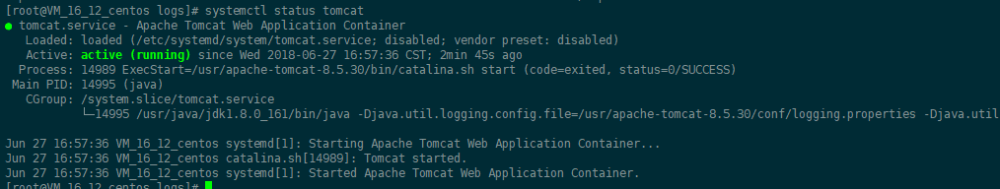 [root@VM_16_12_centos logs]# systemctl status tomcat
● tomcat.service - Apache Tomcat Web Application Container
   Loaded: loaded (/etc/systemd/system/tomcat.service; disabled; vendor preset: disabled)
   Active: active (running) since Wed 2018-06-27 16:57:36 CST; 2min 45s ago
  Process: 14989 ExecStart=/usr/apache-tomcat-8.5.30/bin/catalina.sh start (code=exited, status=0/SUCCESS)
 Main PID: 14995 (java)
   CGroup: /system.slice/tomcat.service
           └─14995 /usr/java/jdk1.8.0_161/bin/java -Djava.util.logging.config.file=/usr/apache-tomcat-8.5.30/conf/logging.properties -Djava.util
Jun 27 16:57:36 VM_16_12_centos systemd[1]: Starting Apache Tomcat Web Application Container...
Jun 27 16:57:36 VM_16_12_centos catalina.sh[14989]: Tomcat started.
Jun 27 16:57:36 VM_16_12_centos systemd[1]: Started Apache Tomcat Web Application Container.
[root@VM_16_12_centos logs]#